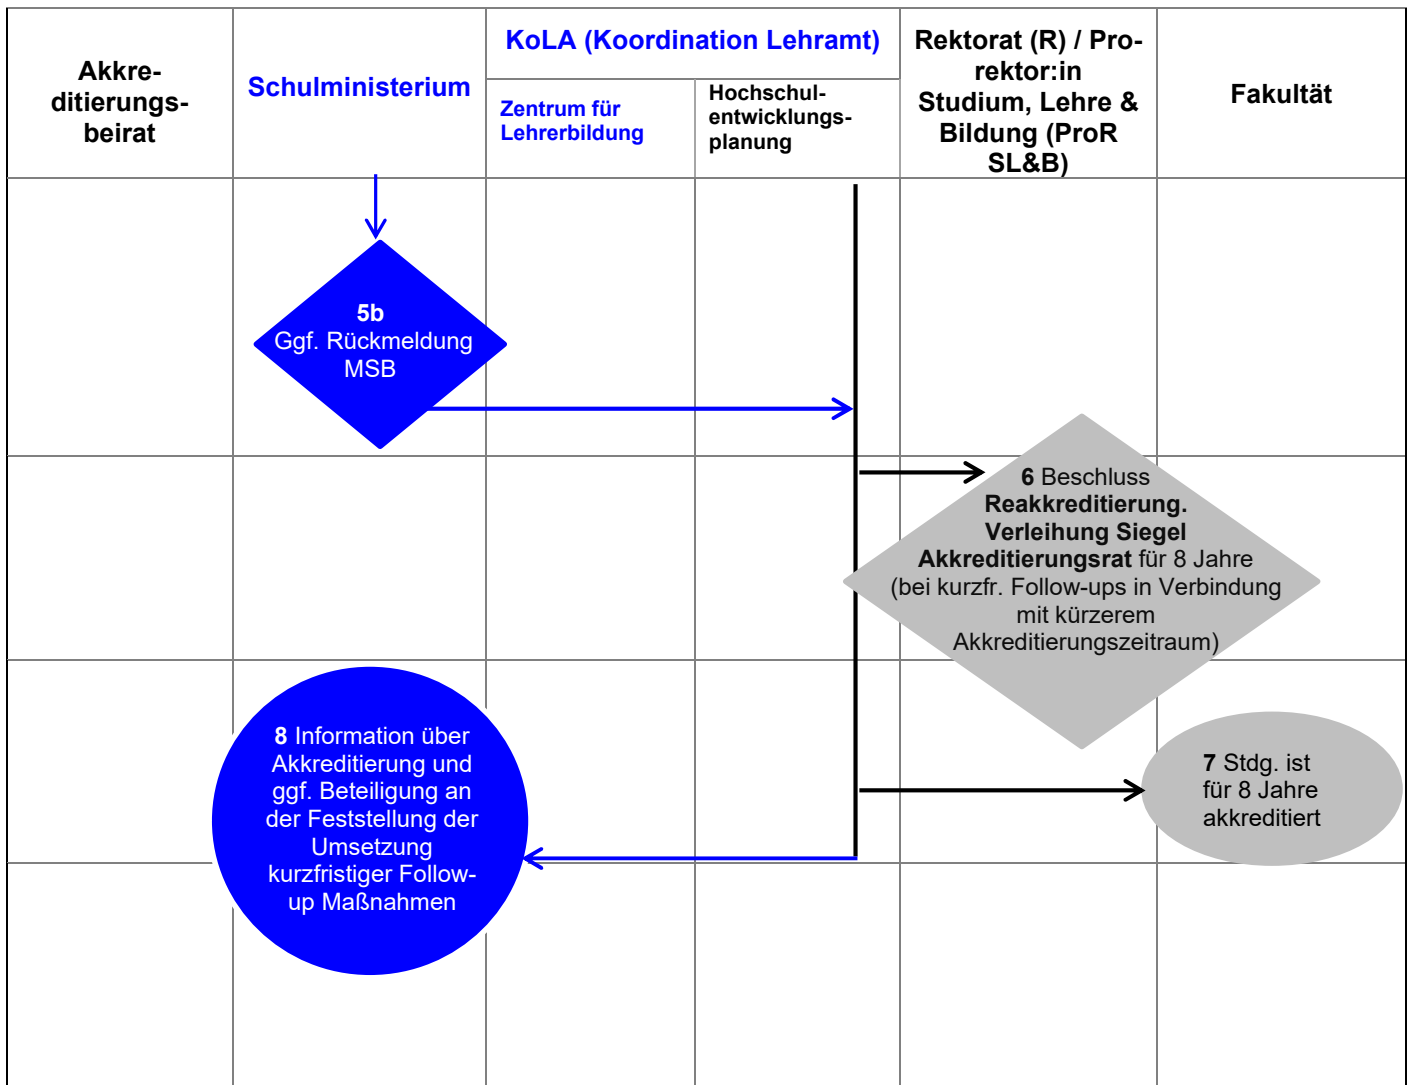 Akkre-
ditierungs-
beirat
Schulministerium
KoLA (Koordination Lehramt)
Zentrum für
Lehrerbildung
Hochschul-
entwicklungs-
planung
Rektorat (R) / Pro-
rektor:in
Studium, Lehre &
Bildung (ProR
SL&B)
Fakultät
5b
Ggf. Rückmeldung
MSB
6 Beschluss
Reakkreditierung.
Verleihung Siegel
Akkreditierungsrat für 8 Jahre
(bei kurzfr. Follow-ups in Verbindung
mit kürzerem
Akkreditierungszeitraum)
7 Stdg. ist
für 8 Jahre
akkreditiert
8 Information über
Akkreditierung und
ggf. Beteiligung an
der Feststellung der
Umsetzung
kurzfristiger Follow-
up Maßnahmen